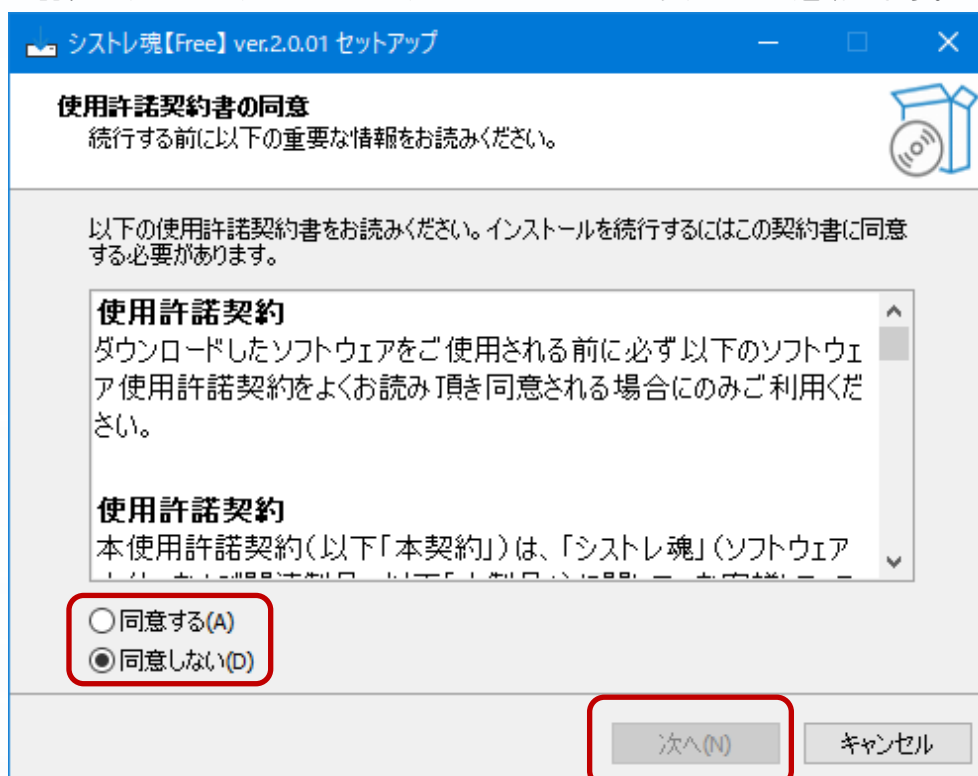 シストレ魂【Free】 ver.2.0.01 セットアップ
使用許諾契約書の同意
続行する前に以下の重要な情報をお読みください。
以下の使用許諾契約書をお読みください。インストールを続行するにはこの契約書に同意
する必要があります。
使用許諾契約
ダウンロードしたソフトウェアをご使用される前に必ず以下のソフトウェ
ア使用許諾契約をよくお読み頂き同意される場合にのみご利用くだ
さい。
使用許諾契約
本使用許諾契約(以下「本契約」)は、「シストレ魂」(ソフトウェア
同意する(A)
同意しない(D)
次へ(N)
キャンセル